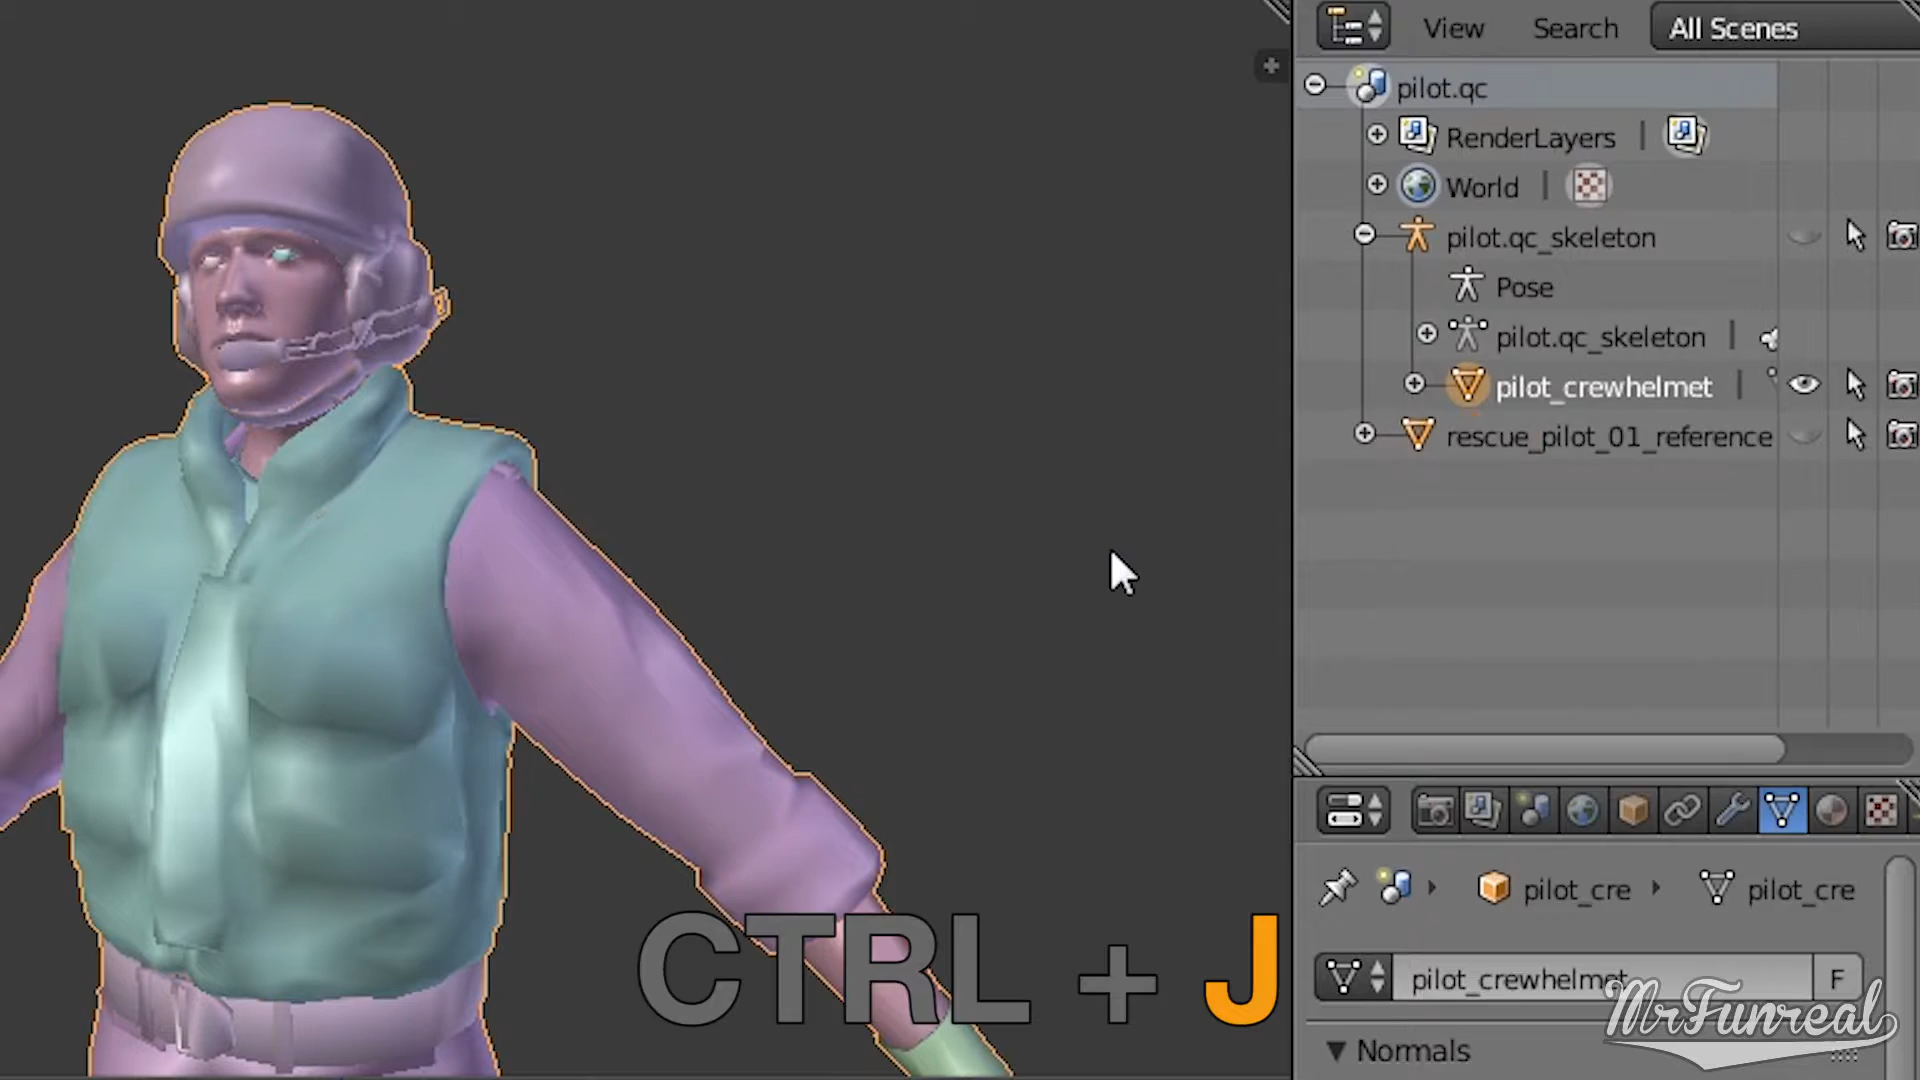 View Search All Scenes
pilot.qc
RenderLayers
World
pilot.qc_skeleton
Pose
pilot.qc_skeleton
pilot_crewhelmet
rescue_pilot_01_reference
pilot_cre pilot_cre
pilot_crewhelmet F
Normals
CTRL + J
MrFunreal